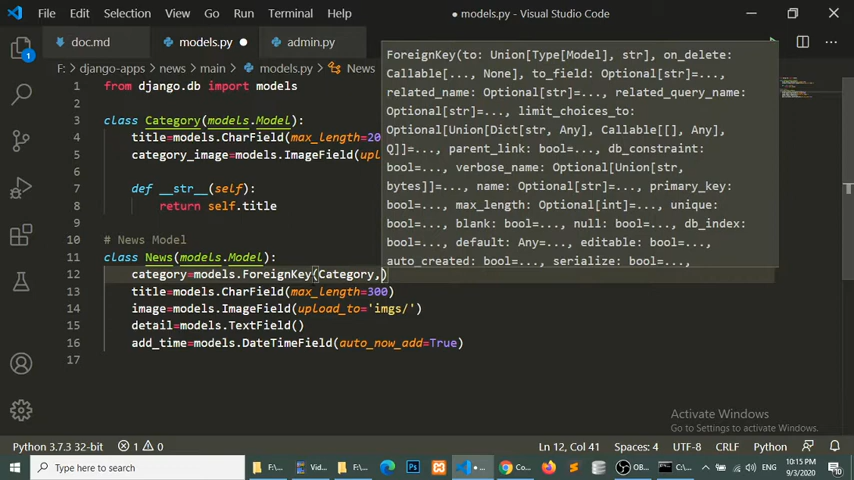 File Edit Selection View Go Run Terminal Help ● models.py - Visual Studio Code
doc.md models.py ● admin.py
F: > django-apps > news > main > models.py > News
1 from django.db import models
2
3 class Category(models.Model):
4 title=models.CharField(max_length=20
5 category_image=models.ImageField(upl
6
7 def __str__(self):
8 return self.title
9
10 # News Model
11 class News(models.Model):
12 category=models.ForeignKey(Category,)
13 title=models.CharField(max_length=300)
14 image=models.ImageField(upload_to='imgs/')
15 detail=models.TextField()
16 add_time=models.DateTimeField(auto_now_add=True)
17
ForeignKey(to: Union[Type[Model], str], on_delete:
Callable[..., None], to_field: Optional[str]=...,
related_name: Optional[str]=..., related_query_name:
Optional[str]=..., limit_choices_to:
Optional[Union[Dict[str, Any], Callable[[], Any],
Q]]=..., parent_link: bool=..., db_constraint:
bool=..., verbose_name: Optional[Union[str,
bytes]]=..., name: Optional[str]=..., primary_key:
bool=..., max_length: Optional[int]=..., unique:
bool=..., blank: bool=..., null: bool=..., db_index:
bool=..., default: Any=..., editable: bool=...,
auto_created: bool=..., serialize: bool=...,
Activate Windows
Go to Settings to activate Windows.
Python 3.7.3 32-bit 1 0 Ln 12, Col 41 Spaces: 4 UTF-8 CRLF Python
Type here to search F:\... Vid... F:\... Ps ●... Co... OB... C:\... ENG 10:15 PM
9/3/2020